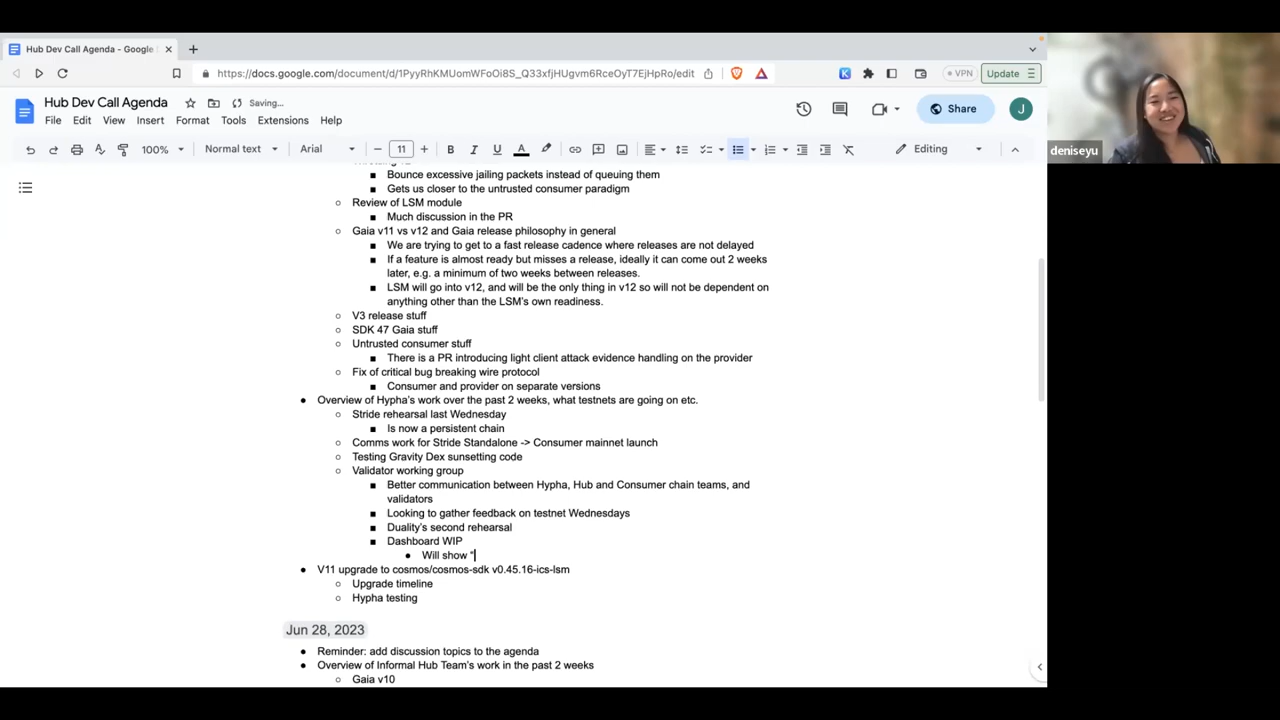 Hub Dev Call Agenda - Google
https://docs.google.com/document/d/1PyyRhKMUomWFoOi8S_Q33xfjHUgvm6RceOyT7EjHpRo/edit
VPN
Update
Hub Dev Call Agenda
Saving...
File Edit View Insert Format Tools Extensions Help
Share
J
100%
Normal text
Arial
11
Editing
deniseyu
Bounce excessive jailing packets instead of queuing them
Gets us closer to the untrusted consumer paradigm
Review of LSM module
Much discussion in the PR
Gaia v11 vs v12 and Gaia release philosophy in general
We are trying to get to a fast release cadence where releases are not delayed
If a feature is almost ready but misses a release, ideally it can come out 2 weeks
later, e.g. a minimum of two weeks between releases.
LSM will go into v12, and will be the only thing in v12 so will not be dependent on
anything other than the LSM's own readiness.
V3 release stuff
SDK 47 Gaia stuff
Untrusted consumer stuff
There is a PR introducing light client attack evidence handling on the provider
Fix of critical bug breaking wire protocol
Consumer and provider on separate versions
Overview of Hypha's work over the past 2 weeks, what testnets are going on etc.
Stride rehearsal last Wednesday
Is now a persistent chain
Comms work for Stride Standalone -> Consumer mainnet launch
Testing Gravity Dex sunsetting code
Validator working group
Better communication between Hypha, Hub and Consumer chain teams, and
validators
Looking to gather feedback on testnet Wednesdays
Duality's second rehearsal
Dashboard WIP
Will show "
V11 upgrade to cosmos/cosmos-sdk v0.45.16-ics-lsm
Upgrade timeline
Hypha testing
Jun 28, 2023
Reminder: add discussion topics to the agenda
Overview of Informal Hub Team's work in the past 2 weeks
Gaia v10